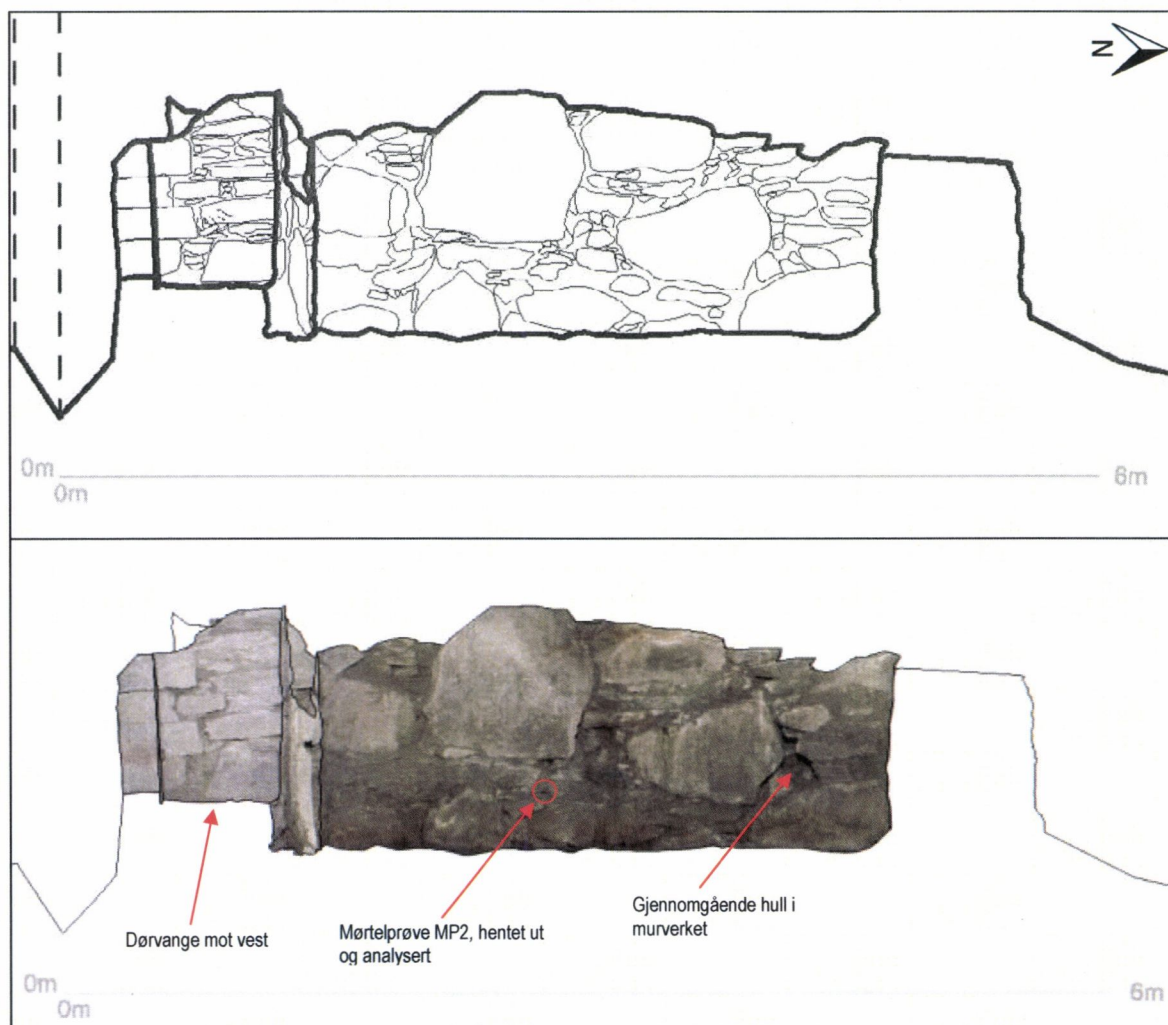 N
0m
0m
6m
Dørvange mot vest
Mørtelprøve MP2, hentet ut
og analysert
Gjennomgående hull i
murverket
0m
0m
6m